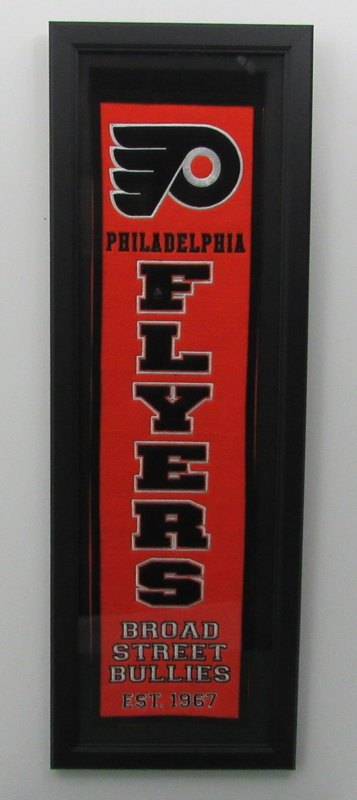 PHILADELPHIA
FLYERS
BROAD
STREET
BULLIES
EST. 1967